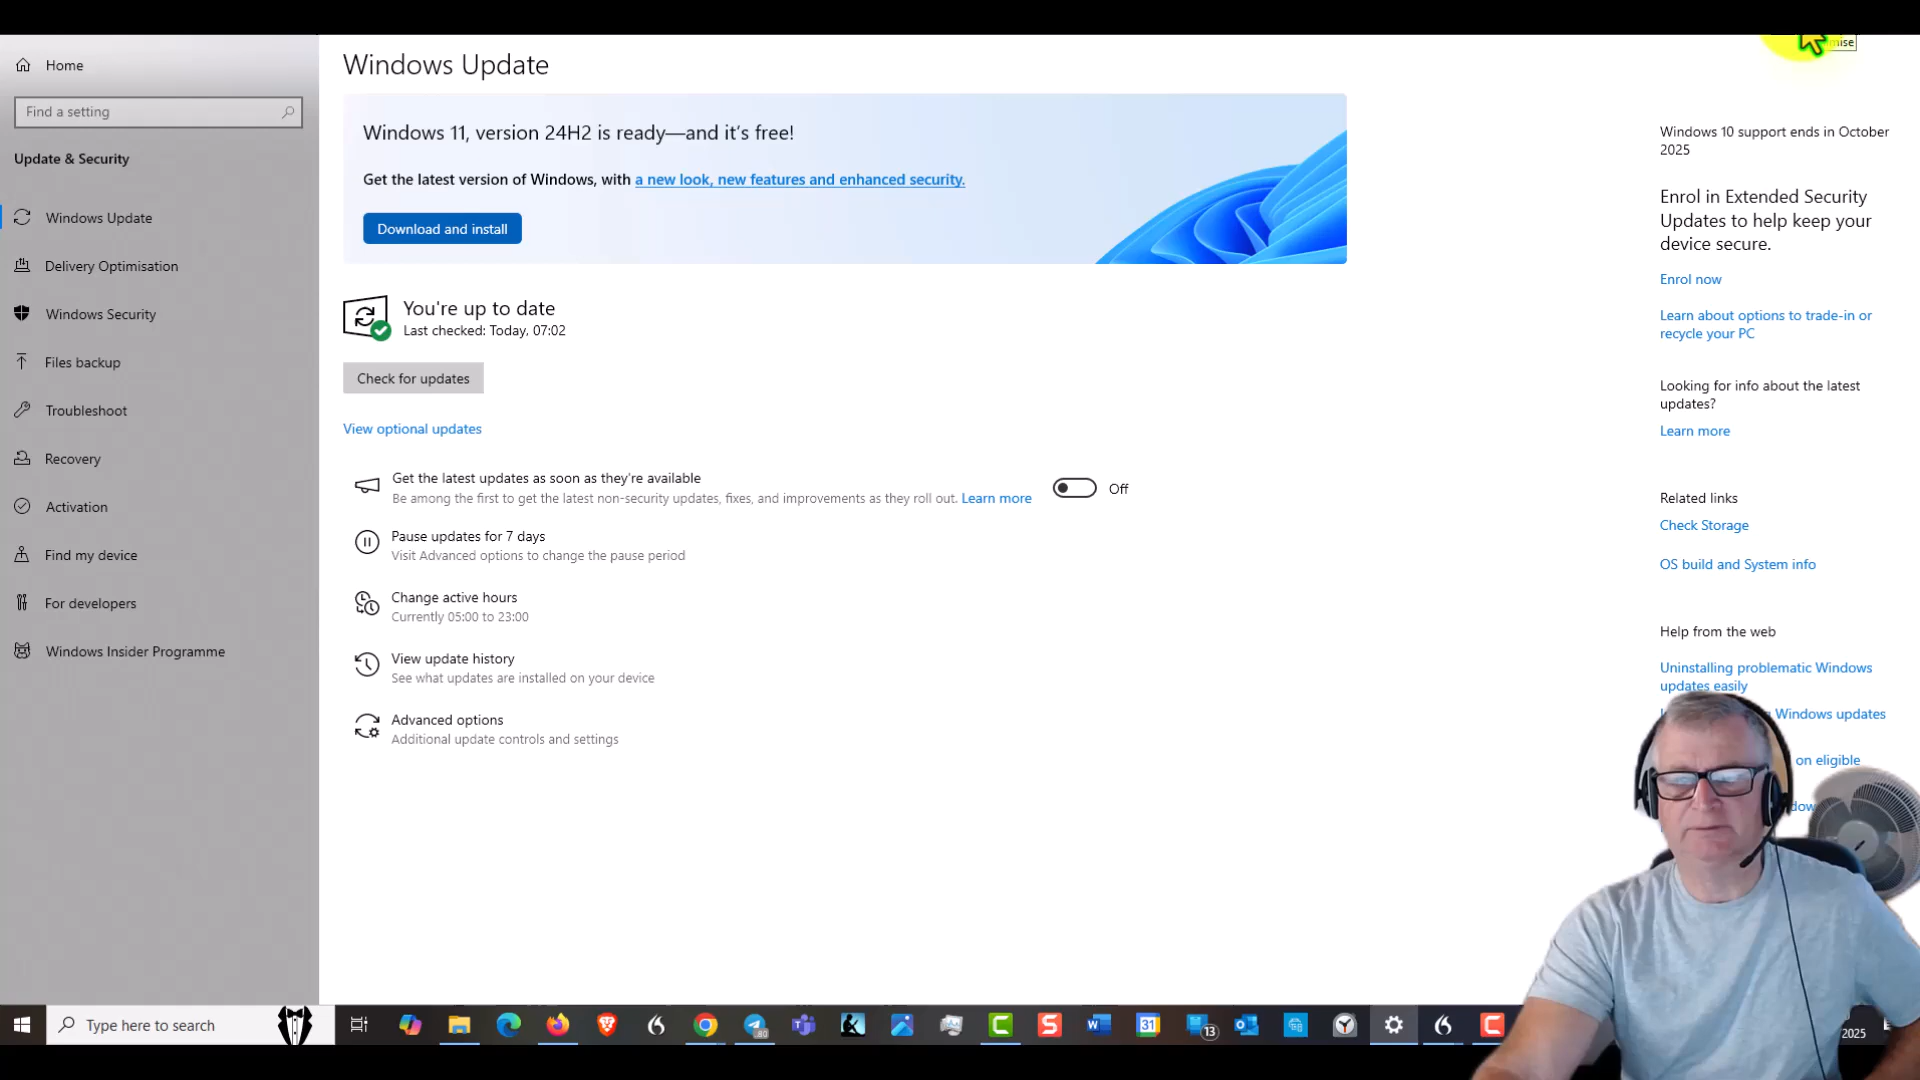 Home
Find a setting
Update & Security
Windows Update
Delivery Optimisation
Windows Security
Files backup
Troubleshoot
Recovery
Activation
Find my device
For developers
Windows Insider Programme
Windows Update
Windows 11, version 24H2 is ready—and it's free!
Get the latest version of Windows, with a new look, new features and enhanced security.
Download and install
You're up to date
Last checked: Today, 07:02
Check for updates
View optional updates
Get the latest updates as soon as they're available
Be among the first to get the latest non-security updates, fixes, and improvements as they roll out. Learn more
Off
Pause updates for 7 days
Visit Advanced options to change the pause period
Change active hours
Currently 05:00 to 23:00
View update history
See what updates are installed on your device
Advanced options
Additional update controls and settings
Windows 10 support ends in October
2025
Enrol in Extended Security
Updates to help keep your
device secure.
Enrol now
Learn about options to trade-in or
recycle your PC
Looking for info about the latest
updates?
Learn more
Related links
Check Storage
OS build and System info
Help from the web
Uninstalling problematic Windows
updates easily
Windows updates
on eligible
Type here to search
80
31
13
2025